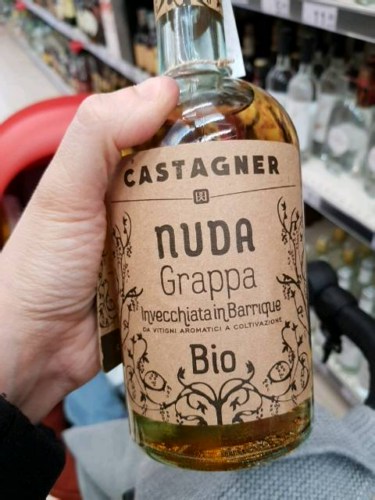 CASTAGNER
NUDA
Grappa
Invecchiata in Barrique
DA VITIGNI AROMATICI A COLTIVAZIONE
Bio